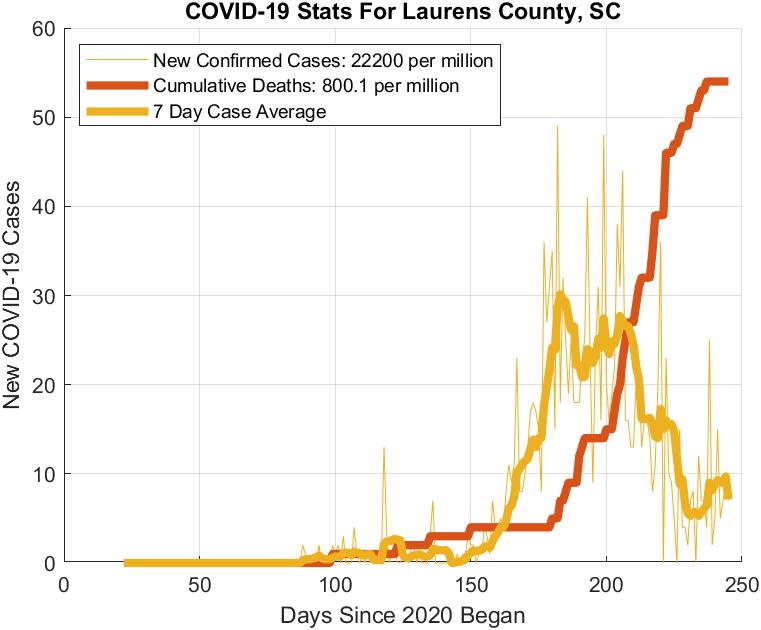 COVID-19 Stats For Laurens County, SC
New Confirmed Cases: 22200 per million
Cumulative Deaths: 800.1 per million
7 Day Case Average
New COVID-19 Cases
60
50
40
30
20
10
0
0 50 100 150 200 250
Days Since 2020 Began